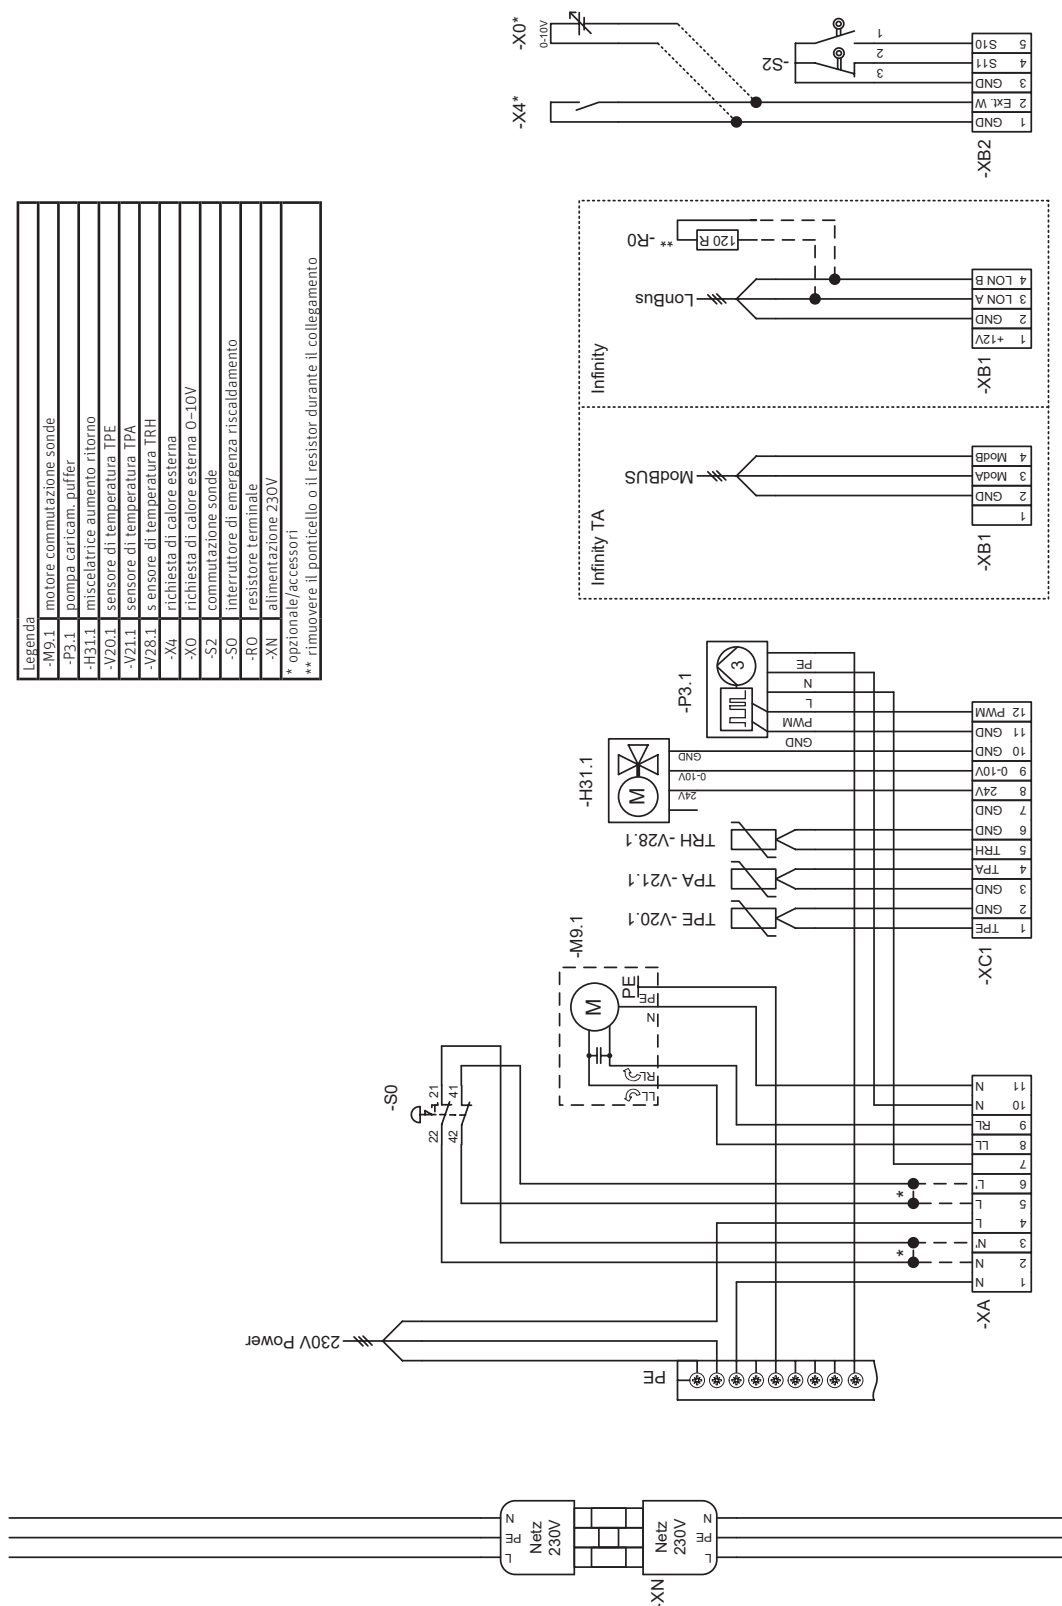 Legenda
-M9.1 motore commutazione sonde
-P3.1 pompa caricam. puffer
-H31.1 miscelatrice aumento ritorno
-V20.1 sensore di temperatura TPE
-V21.1 sensore di temperatura TPA
-V28.1 s ensore di temperatura TRH
-X4 richiesta di calore esterna
-X0 richiesta di calore esterna 0-10V
-S2 commutazione sonde
-S0 interruttore di emergenza riscaldamento
-R0 resistore terminale
-XN alimentazione 230V
* opzionale/accessori
** rimuovere il ponticello o il resistor durante il collegamento
-XN
Netz 230V
L
PE
N
Netz 230V
L
PE
N
230V Power
PE
-XA
1 N
2 N
3 N'
4 L
5 L
6 L'
7
8 LL
9 RL
10 N
11 N
*
*
-S0
22 21
42 41
-M9.1
M
PE
PE
N
RL
LL
-XC1
1 TPE
2 GND
3 GND
4 TPA
5 TRH
6 GND
7 GND
8 24V
9 0-10V
10 GND
11 GND
12 PWM
TPE -V20.1
TPA -V21.1
TRH -V28.1
-H31.1
M
24V
0-10V
GND
-P3.1
3
GND
PWM
L
N
PE
Infinity TA
ModBUS
-XB1
1
2 GND
3 ModA
4 ModB
Infinity
LonBus
** -R0
120 R
-XB1
1 +12V
2 GND
3 LON A
4 LON B
-XB2
1 GND
2 Ext. W
3 GND
4 S11
5 S10
-X4*
-X0*
0-10V
-S2
1
2
3